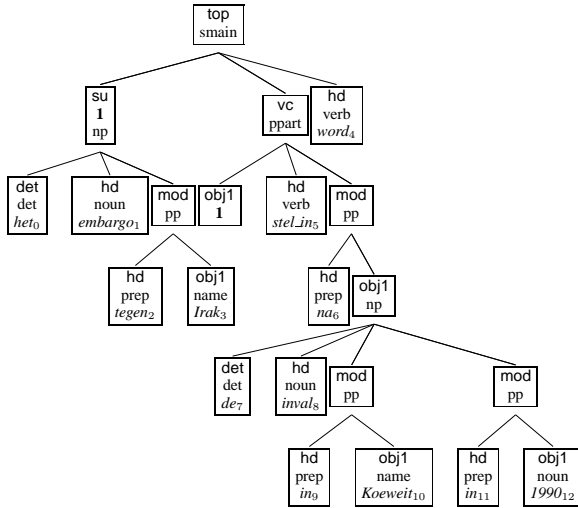 top
smain
su
1
np
vc
ppart
hd
verb
word4
det
det
het0
hd
noun
embargo1
mod
pp
obj1
1
hd
verb
stel_in5
mod
pp
hd
prep
tegen2
obj1
name
Irak3
hd
prep
na6
obj1
np
det
det
de7
hd
noun
inval8
mod
pp
mod
pp
hd
prep
in9
obj1
name
Koeweit10
hd
prep
in11
obj1
noun
199012